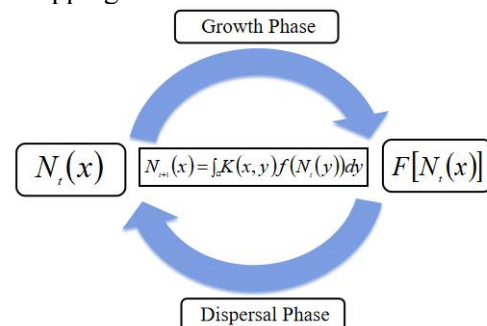 Growth Phase
N_t(x)
N_{t+1}(x)=∫_Ω K(x, y) f(N_t(y))dy
F[N_t(x)]
Dispersal Phase